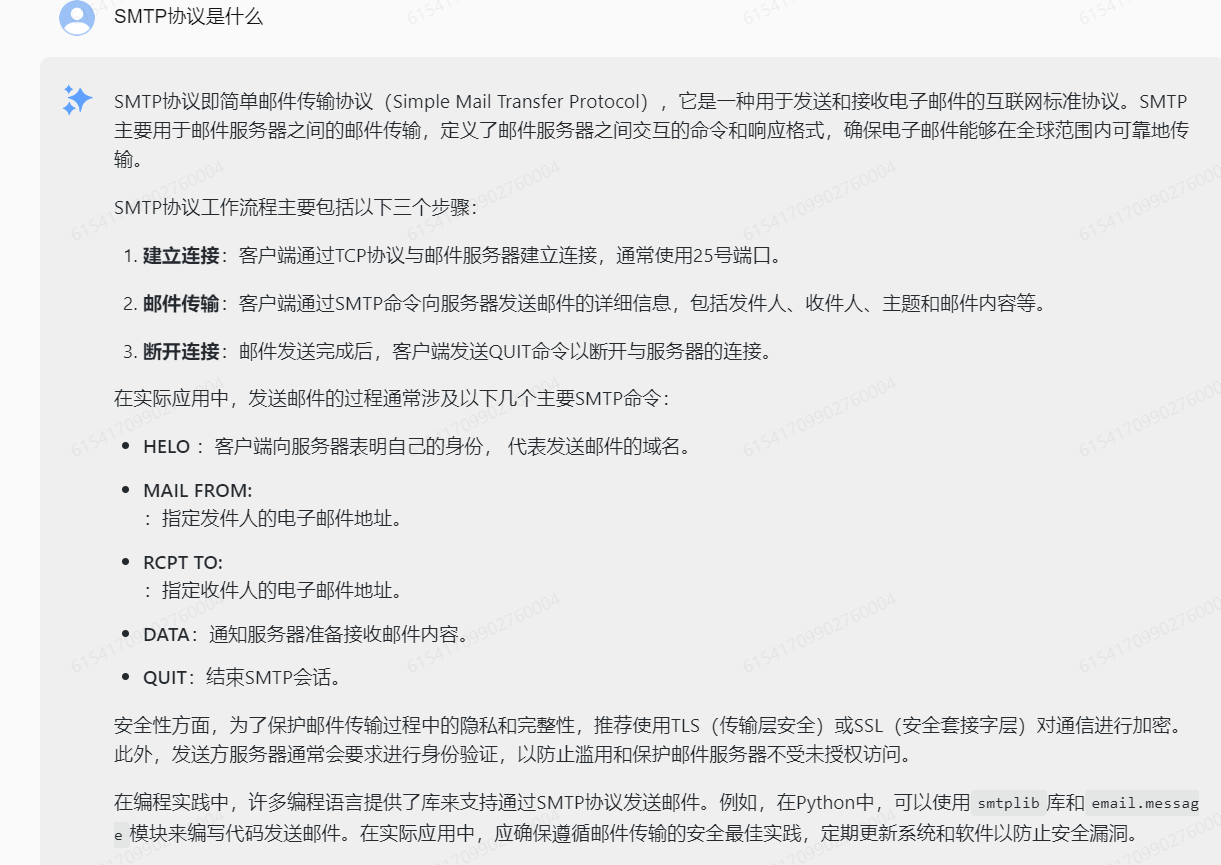 SMTP协议是什么
SMTP协议即简单邮件传输协议（Simple Mail Transfer Protocol），它是一种用于发送和接收电子邮件的互联网标准协议。SMTP
主要用于邮件服务器之间的邮件传输，定义了邮件服务器之间交互的命令和响应格式，确保电子邮件能够在全球范围内可靠地传
输。
SMTP协议工作流程主要包括以下三个步骤：
1. 建立连接：客户端通过TCP协议与邮件服务器建立连接，通常使用25号端口。
2. 邮件传输：客户端通过SMTP命令向服务器发送邮件的详细信息，包括发件人、收件人、主题和邮件内容等。
3. 断开连接：邮件发送完成后，客户端发送QUIT命令以断开与服务器的连接。
在实际应用中，发送邮件的过程通常涉及以下几个主要SMTP命令：
• HELO ：客户端向服务器表明自己的身份， 代表发送邮件的域名。
• MAIL FROM:
：指定发件人的电子邮件地址。
• RCPT TO:
：指定收件人的电子邮件地址。
• DATA：通知服务器准备接收邮件内容。
• QUIT：结束SMTP会话。
安全性方面，为了保护邮件传输过程中的隐私和完整性，推荐使用TLS（传输层安全）或SSL（安全套接字层）对通信进行加密。
此外，发送方服务器通常会要求进行身份验证，以防止滥用和保护邮件服务器不受未授权访问。
在编程实践中，许多编程语言提供了库来支持通过SMTP协议发送邮件。例如，在Python中，可以使用 smtplib 库和 email.messag
e 模块来编写代码发送邮件。在实际应用中，应确保遵循邮件传输的安全最佳实践，定期更新系统和软件以防止安全漏洞。
61541709902760004